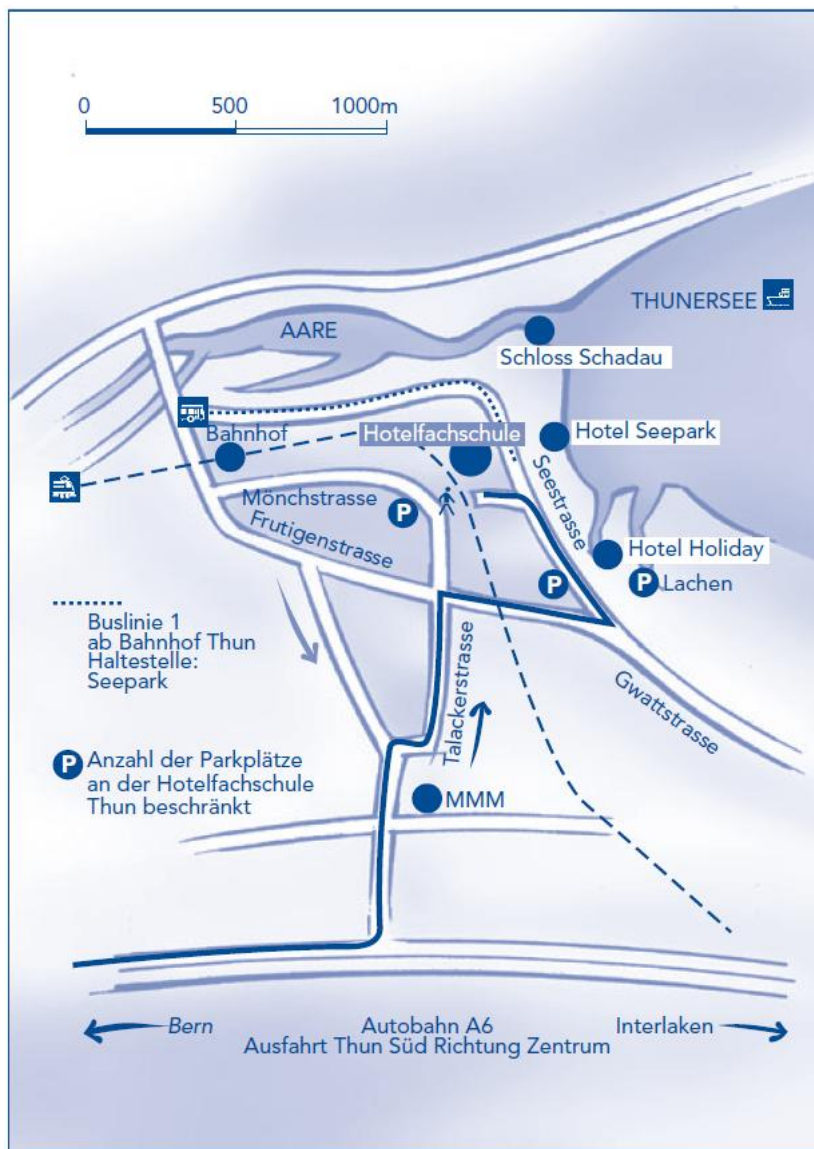 0 500 1000m
THUNERSEE
AARE
Schloss Schadau
Bahnhof
Hotelfachschule
Hotel Seepark
Seestrasse
Mönchstrasse
P
Frutigenstrasse
Hotel Holiday
P
P Lachen
Buslinie 1
ab Bahnhof Thun
Haltestelle:
Seepark
Talackerstrasse
Gwattstrasse
P Anzahl der Parkplätze
an der Hotelfachschule
Thun beschränkt
MMM
Bern
Autobahn A6
Interlaken
Ausfahrt Thun Süd Richtung Zentrum